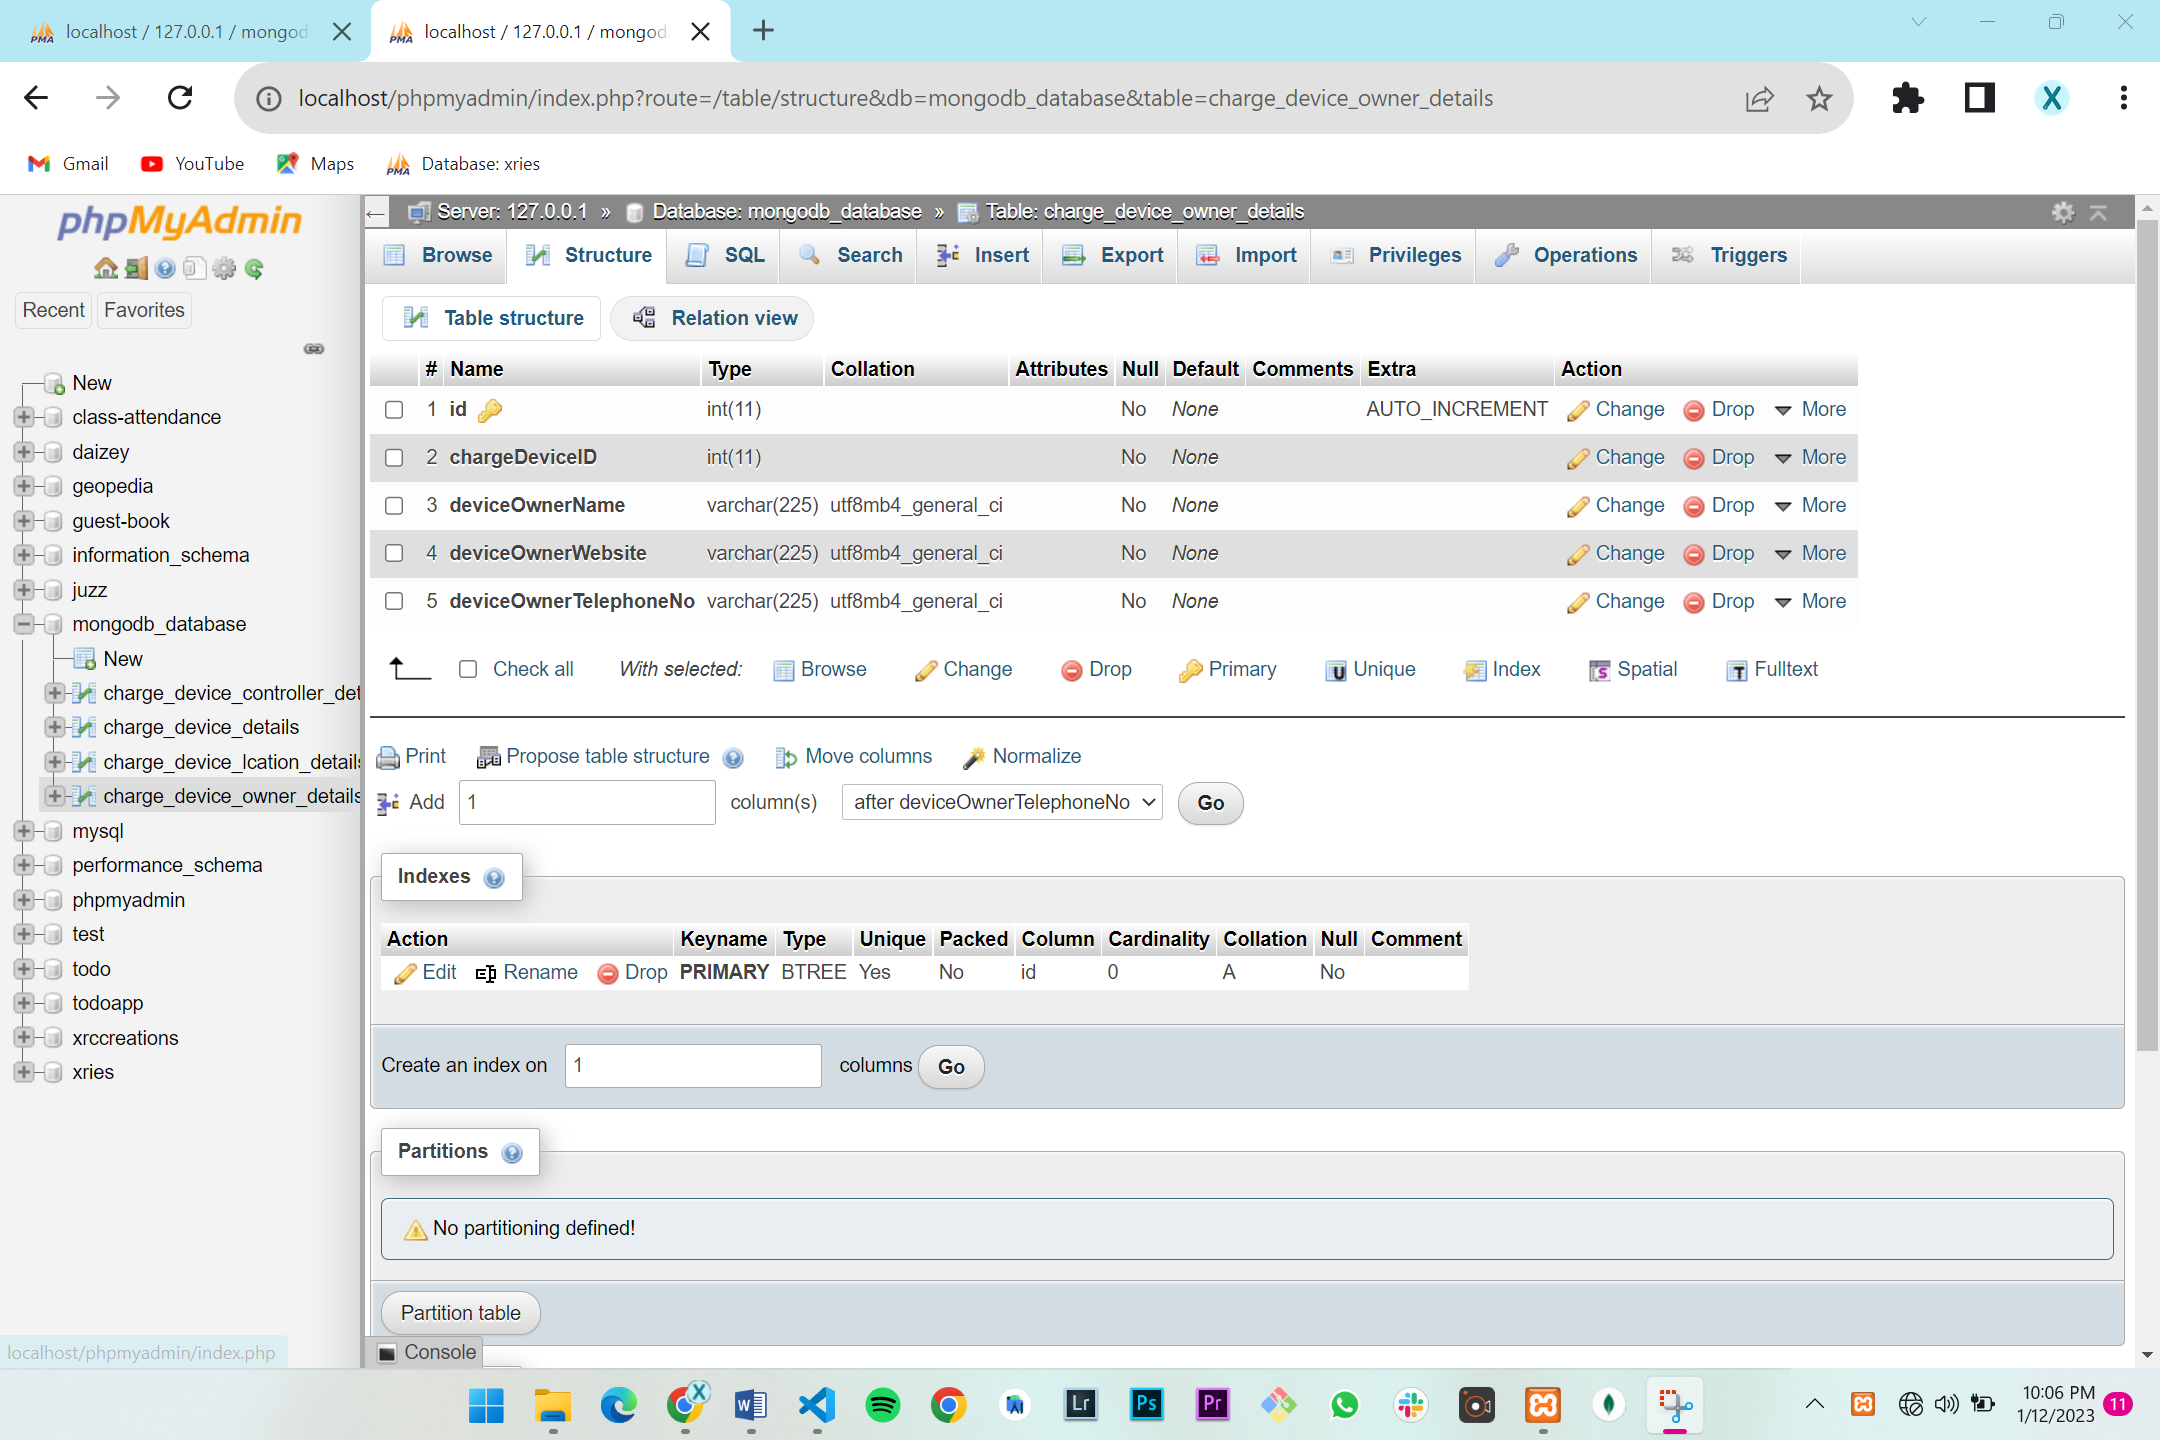 localhost / 127.0.0.1 / mongod
localhost / 127.0.0.1 / mongod
localhost/phpmyadmin/index.php?route=/table/structure&db=mongodb_database&table=charge_device_owner_details
X
Gmail YouTube Maps Database: xries
phpMyAdmin
Recent Favorites
New
class-attendance
daizey
geopedia
guest-book
information_schema
juzz
mongodb_database
New
charge_device_controller_det
charge_device_details
charge_device_lcation_details
charge_device_owner_details
mysql
performance_schema
phpmyadmin
test
todo
todoapp
xrccreations
xries
localhost/phpmyadmin/index.php
Server: 127.0.0.1 » Database: mongodb_database » Table: charge_device_owner_details
Browse Structure SQL Search Insert Export Import Privileges Operations Triggers
Table structure Relation view
# Name Type Collation Attributes Null Default Comments Extra Action
1 id int(11) No None AUTO_INCREMENT Change Drop More
2 chargeDeviceID int(11) No None Change Drop More
3 deviceOwnerName varchar(225) utf8mb4_general_ci No None Change Drop More
4 deviceOwnerWebsite varchar(225) utf8mb4_general_ci No None Change Drop More
5 deviceOwnerTelephoneNo varchar(225) utf8mb4_general_ci No None Change Drop More
Check all With selected: Browse Change Drop Primary Unique Index Spatial Fulltext
Print Propose table structure Move columns Normalize
Add 1 column(s) after deviceOwnerTelephoneNo Go
Indexes
Action Keyname Type Unique Packed Column Cardinality Collation Null Comment
Edit Rename Drop PRIMARY BTREE Yes No id 0 A No
Create an index on 1 columns Go
Partitions
No partitioning defined!
Partition table
Console
X W Lr Ps Pr
10:06 PM
1/12/2023
11